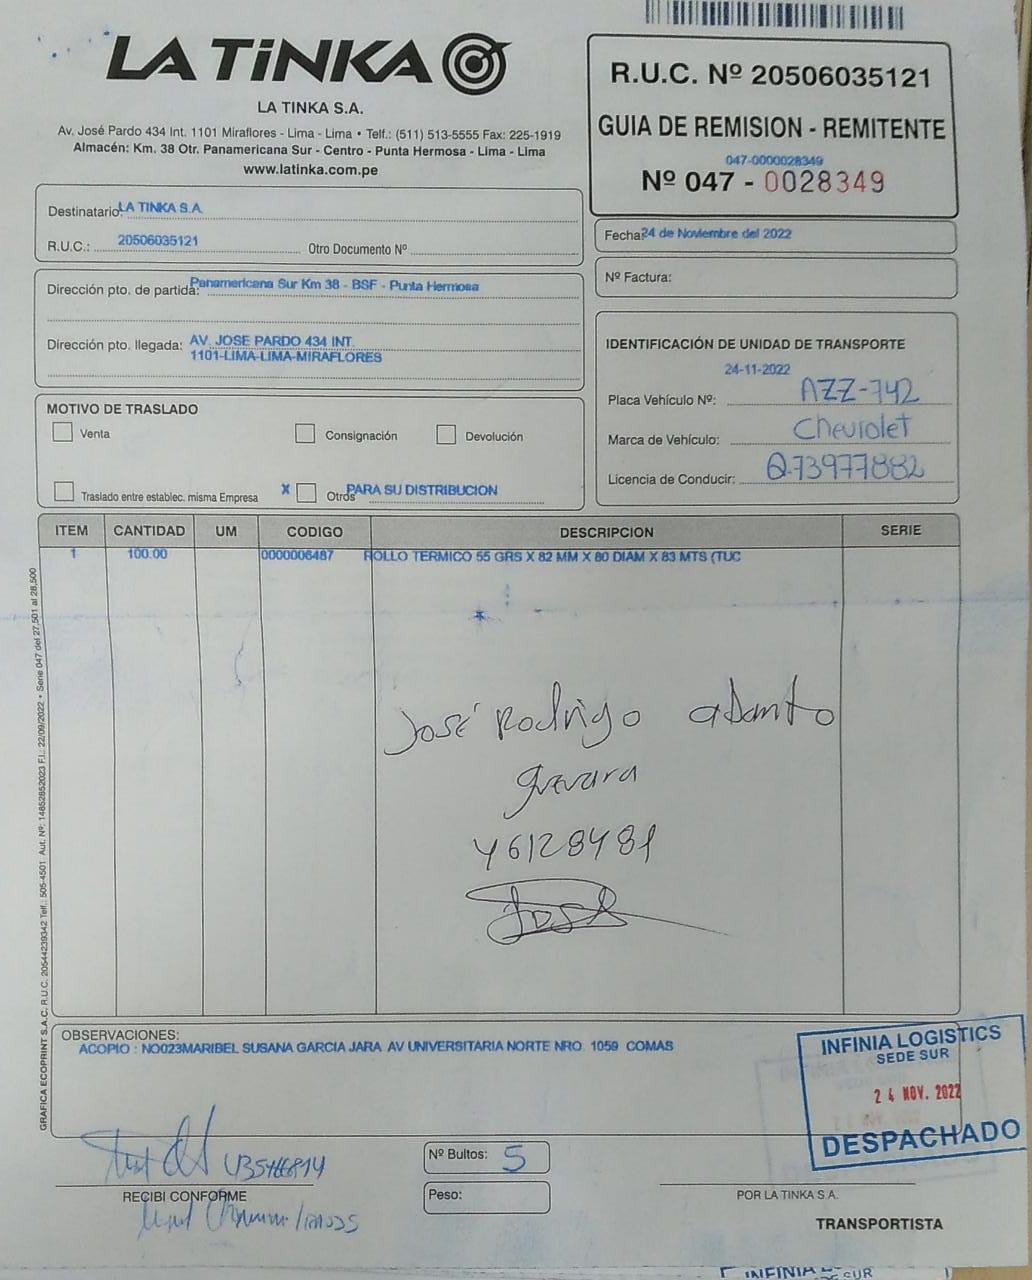 LA TiNKA
LA TINKA S.A.
Av. José Pardo 434 Int. 1101 Miraflores - Lima - Lima • Telf.: (511) 513-5555 Fax: 225-1919
Almacén: Km. 38 Otr. Panamericana Sur - Centro - Punta Hermosa - Lima - Lima
www.latinka.com.pe
R.U.C. Nº 20506035121
GUIA DE REMISION - REMITENTE
047-0000028349
Nº 047 - 0028349
Destinatario: LA TINKA S.A.
R.U.C.: 20506035121 Otro Documento Nº
Fecha: 24 de Noviembre del 2022
Nº Factura:
Dirección pto. de partida: Panamericana Sur Km 38 - BSF - Punta Hermosa
Dirección pto. llegada: AV. JOSE PARDO 434 INT.
1101-LIMA-LIMA-MIRAFLORES
IDENTIFICACIÓN DE UNIDAD DE TRANSPORTE
24-11-2022
Placa Vehículo Nº: AZZ-742
Marca de Vehículo: Chevrolet
Licencia de Conducir: Q73977882
MOTIVO DE TRASLADO
Venta Consignación Devolución
Traslado entre establec. misma Empresa X Otros PARA SU DISTRIBUCION
ITEM CANTIDAD UM CODIGO DESCRIPCION SERIE
1 100.00 0000006487 ROLLO TERMICO 55 GRS X 82 MM X 80 DIAM X 83 MTS (TUC
José Rodrigo
46128481
GRAFICA ECOPRINT S.A.C. R.U.C. 20544239342 Telf.: 505-4501 Aut. Nº: 14852852023 F.I.: 22/09/2022 • Serie 047 del 27,501 al 28,500
OBSERVACIONES:
ACOPIO : NO023MARIBEL SUSANA GARCIA JARA AV UNIVERSITARIA NORTE NRO. 1059 COMAS
INFINIA LOGISTICS
SEDE SUR
24 NOV. 2022
DESPACHADO
Nº Bultos: 5
Peso:
RECIBI CONFORME
POR LA TINKA S.A.
TRANSPORTISTA